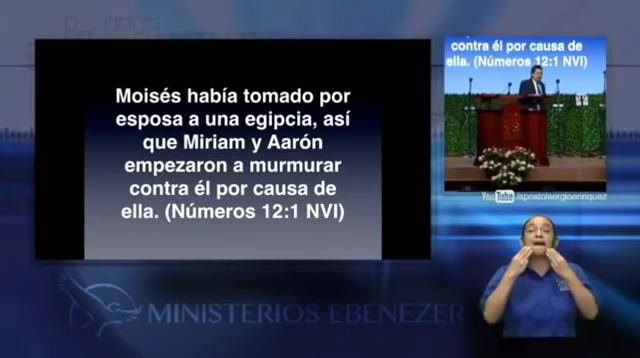 Moisés había tomado por
esposa a una egipcia, así
que Miriam y Aarón
empezaron a murmurar
contra él por causa de
ella. (Números 12:1 NVI)
contra él por causa de
ella. (Números 12:1 NVI)
YouTube /apostolsergioenriquez
MINISTERIOS EBENEZER